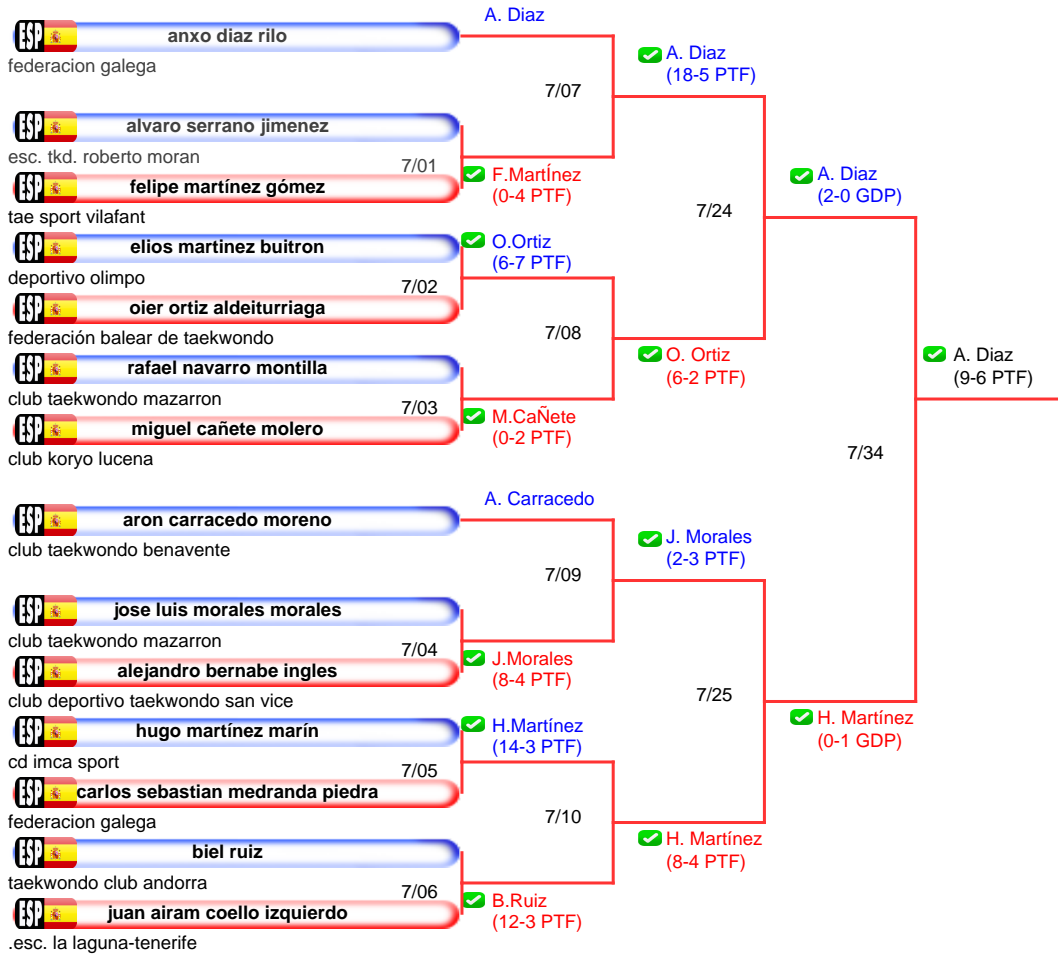 ESP anxo diaz rilo
federacion galega
ESP alvaro serrano jimenez
esc. tkd. roberto moran
7/01
ESP felipe martínez gómez
tae sport vilafant
ESP elios martinez buitron
deportivo olimpo
7/02
ESP oier ortiz aldeiturriaga
federación balear de taekwondo
ESP rafael navarro montilla
club taekwondo mazarron
7/03
ESP miguel cañete molero
club koryo lucena
ESP aron carracedo moreno
club taekwondo benavente
ESP jose luis morales morales
club taekwondo mazarron
7/04
ESP alejandro bernabe ingles
club deportivo taekwondo san vice
ESP hugo martínez marín
cd imca sport
7/05
ESP carlos sebastian medranda piedra
federacion galega
ESP biel ruiz
taekwondo club andorra
7/06
ESP juan airam coello izquierdo
.esc. la laguna-tenerife
A. Diaz
7/07
F.MartÍnez
(0-4 PTF)
O.Ortiz
(6-7 PTF)
7/08
M.CaÑete
(0-2 PTF)
A. Carracedo
7/09
J.Morales
(8-4 PTF)
H.Martínez
(14-3 PTF)
7/10
B.Ruiz
(12-3 PTF)
A. Diaz
(18-5 PTF)
7/24
O. Ortiz
(6-2 PTF)
J. Morales
(2-3 PTF)
7/25
H. Martínez
(8-4 PTF)
A. Diaz
(2-0 GDP)
7/34
H. Martínez
(0-1 GDP)
A. Diaz
(9-6 PTF)